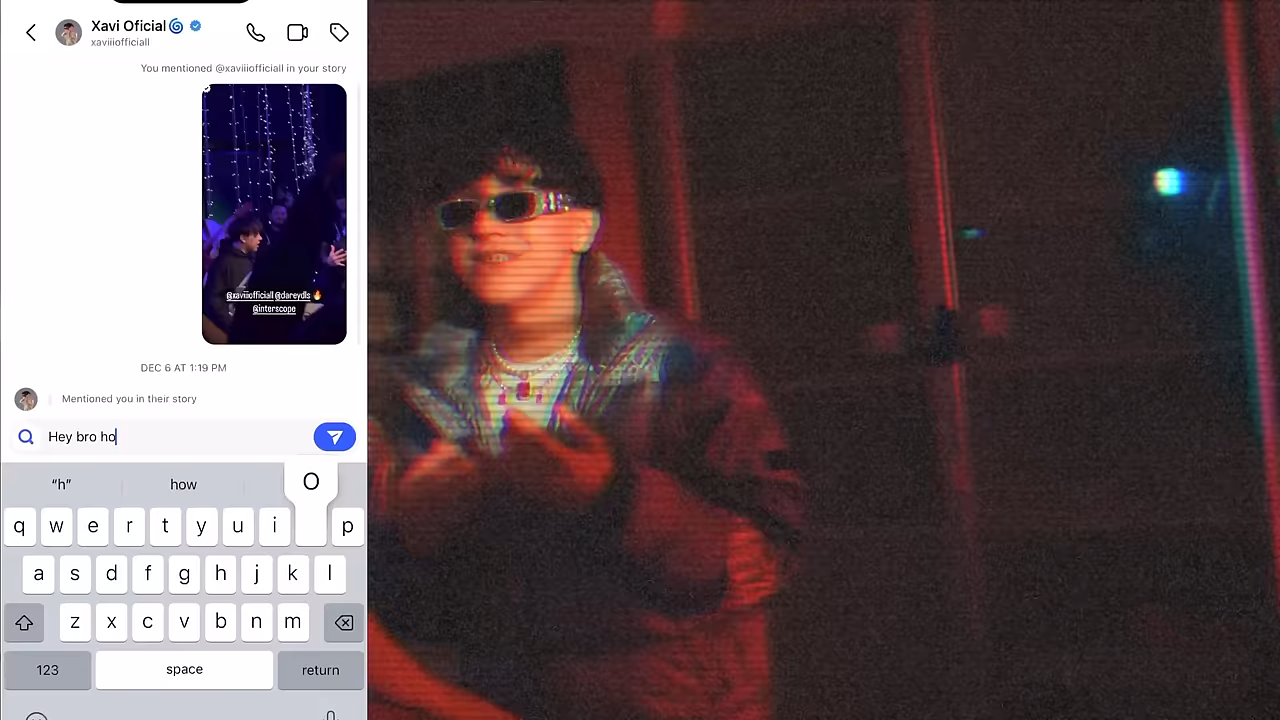 Xavi Oficial🌀
xaviiiofficiall
You mentioned @xaviiiofficiall in your story
@xaviiiofficiall @dareydls 🔥
@interscope
DEC 6 AT 1:19 PM
Mentioned you in their story
Hey bro ho
“h” how
O
q w e r t y u i p
a s d f g h j k l
z x c v b n m
123 space return